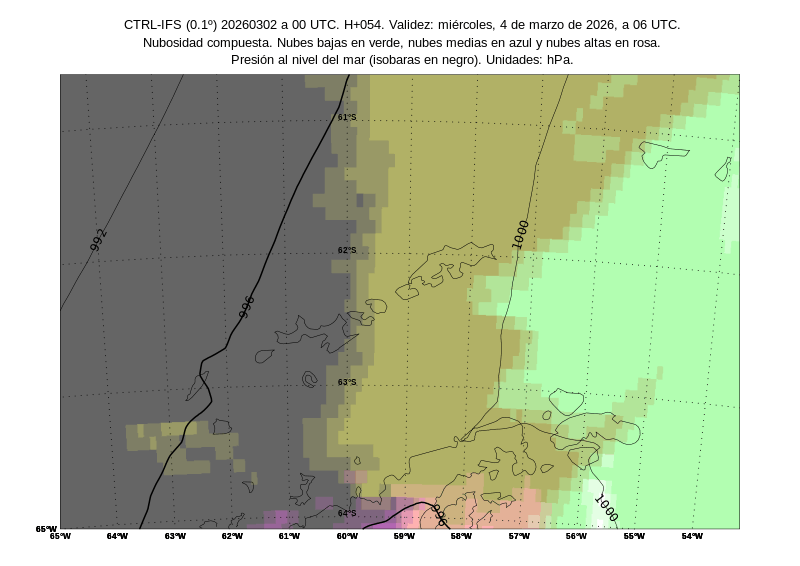 CTRL-IFS (0.1º) 20260302 a 00 UTC. H+054. Validez: miércoles, 4 de marzo de 2026, a 06 UTC.
Nubosidad compuesta. Nubes bajas en verde, nubes medias en azul y nubes altas en rosa.
Presión al nivel del mar (isobaras en negro). Unidades: hPa.
61°S
992
1000
62°S
996
63°S
64°S
996
1000
65°W
65°W 64°W 63°W 62°W 61°W 60°W 59°W 58°W 57°W 56°W 55°W 54°W